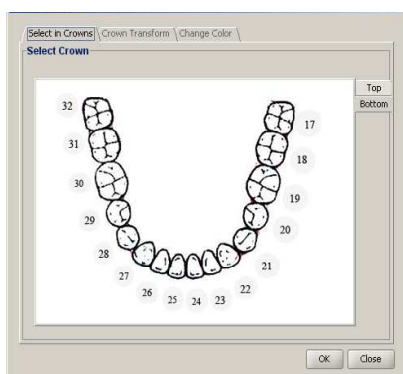 Select in Crowns Crown Transform Change Color
Select Crown
Top
Bottom
32 17
31 18
30 19
29 20
28 21
27 22
26 25 24 23
OK Close